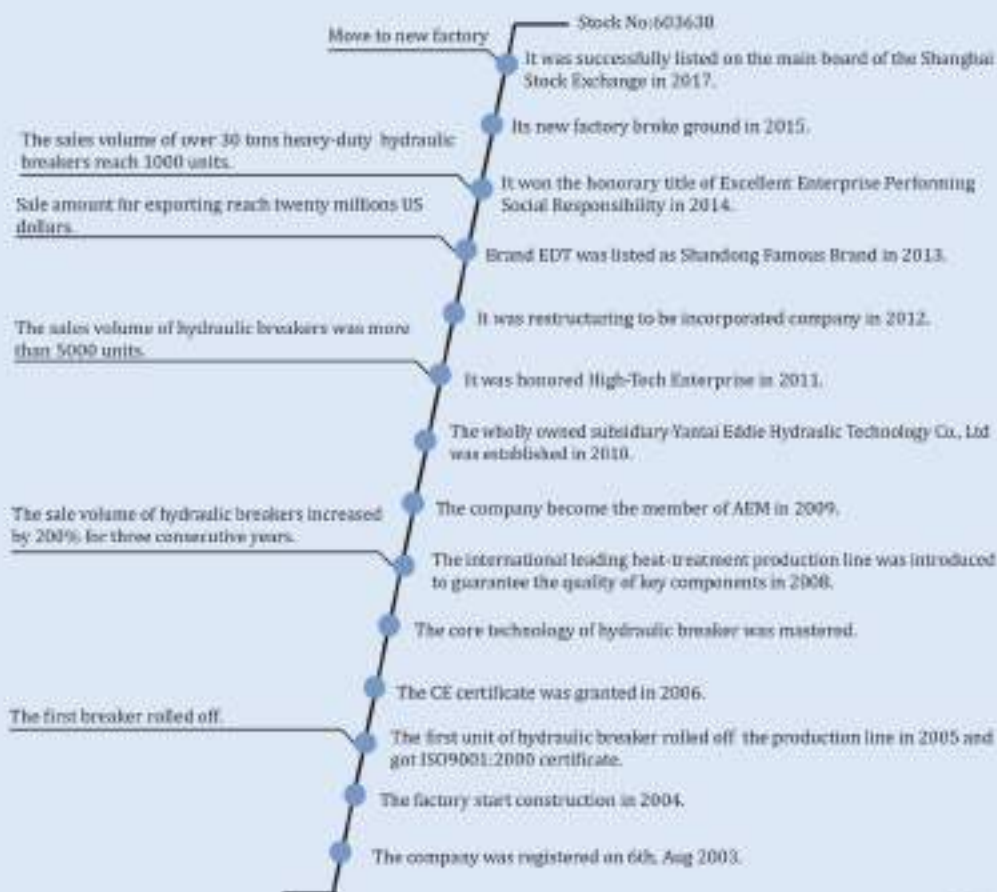 Stock No:603638
Move to new factory
It was successfully listed on the main board of the Shanghai
Stock Exchange in 2017.
Its new factory broke ground in 2015.
The sales volume of over 30 tons heavy-duty hydraulic
breakers reach 1000 units.
It won the honorary title of Excellent Enterprise Performing
Social Responsibility in 2014.
Sale amount for exporting reach twenty millions US
dollars.
Brand EDT was listed as Shandong Famous Brand in 2013.
It was restructuring to be incorporated company in 2012.
The sales volume of hydraulic breakers was more
than 5000 units.
It was honored High-Tech Enterprise in 2011.
The wholly owned subsidiary-Yantai Eddie Hydraulic Technology Co., Ltd
was established in 2010.
The company become the member of AEM in 2009.
The sale volume of hydraulic breakers increased
by 200% for three consecutive years.
The international leading heat-treatment production line was introduced
to guarantee the quality of key components in 2008.
The core technology of hydraulic breaker was mastered.
The CE certificate was granted in 2006.
The first breaker rolled off.
The first unit of hydraulic breaker rolled off the production line in 2005 and
got ISO9001:2000 certificate.
The factory start construction in 2004.
The company was registered on 6th, Aug 2003.